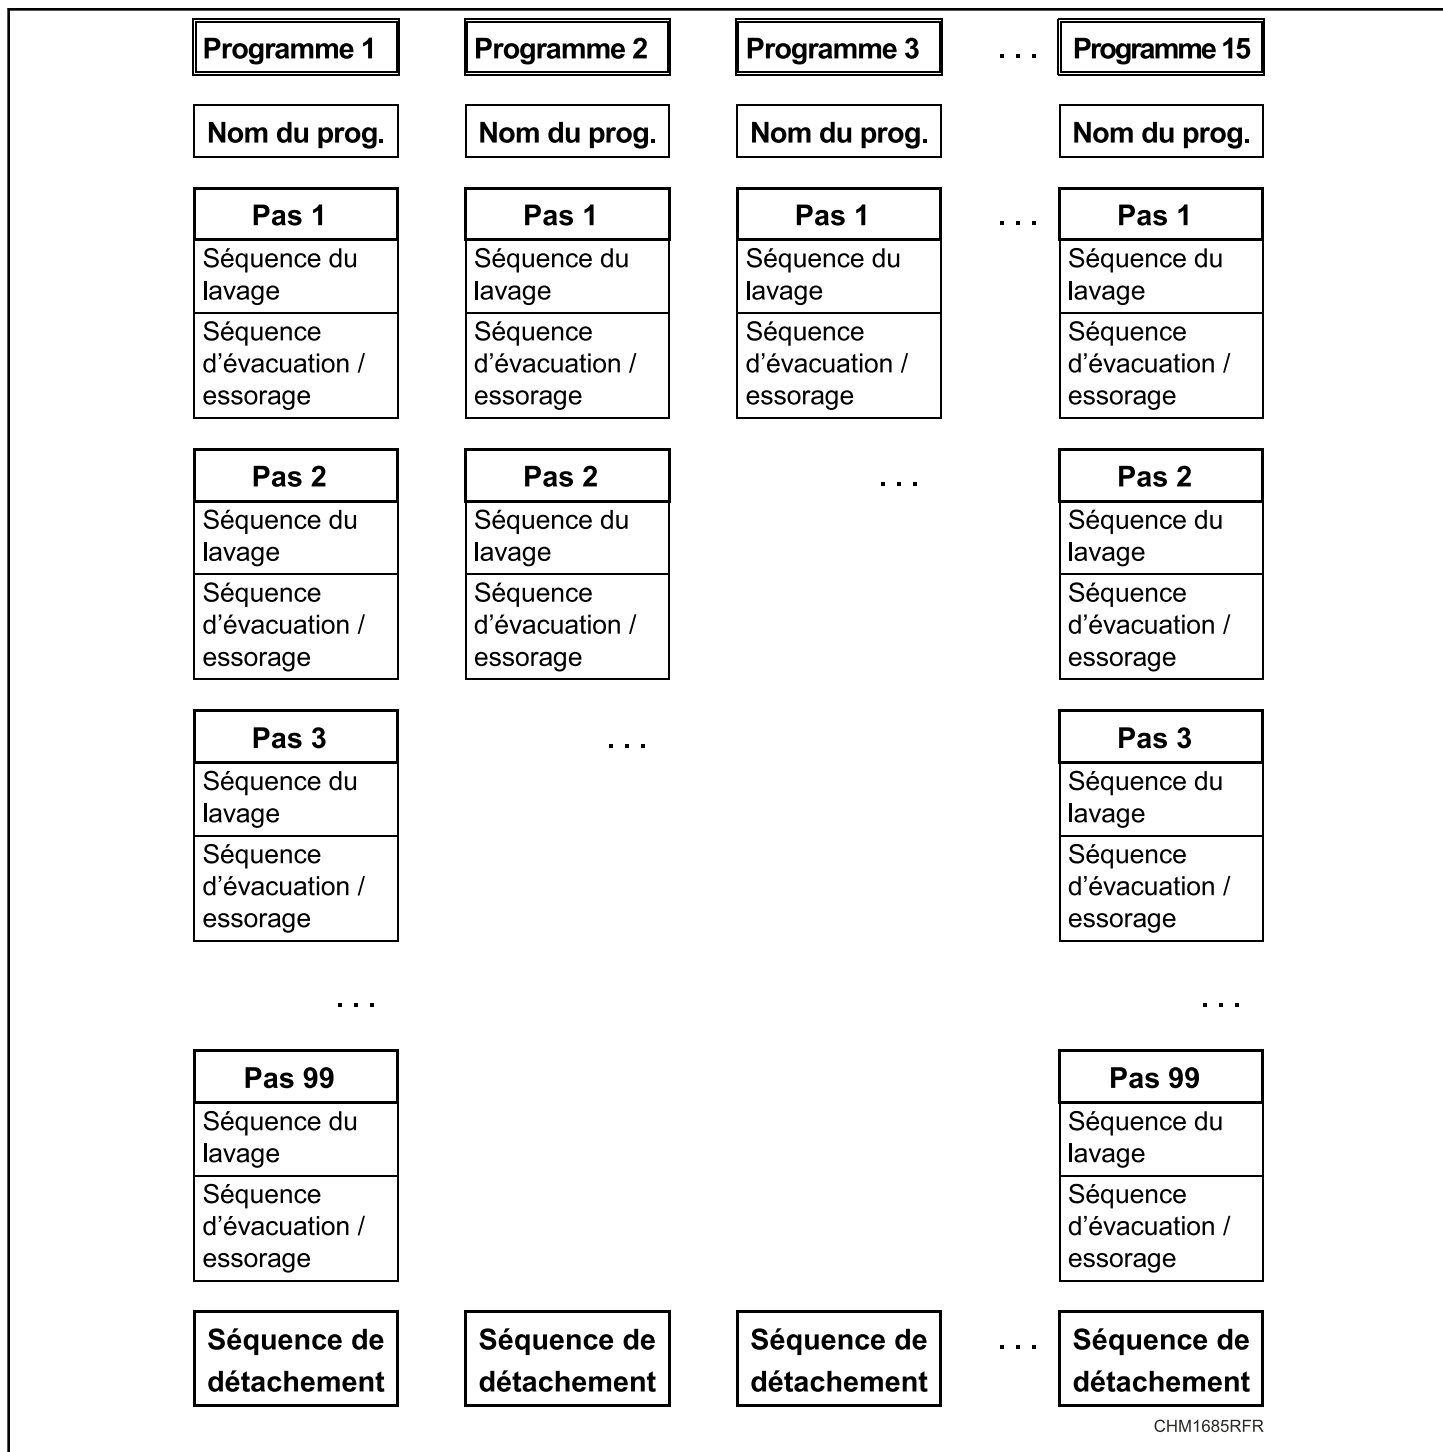 Programme 1 Programme 2 Programme 3 . . . Programme 15
Nom du prog. Nom du prog. Nom du prog. Nom du prog.
Pas 1 Pas 1 Pas 1 . . . Pas 1
Séquence du Séquence du Séquence du Séquence du
lavage lavage lavage lavage
Séquence Séquence Séquence Séquence
d'évacuation / d'évacuation / d'évacuation / d'évacuation /
essorage essorage essorage essorage
Pas 2 Pas 2 . . . Pas 2
Séquence du Séquence du Séquence du
lavage lavage lavage
Séquence Séquence Séquence
d'évacuation / d'évacuation / d'évacuation /
essorage essorage essorage
Pas 3 . . . Pas 3
Séquence du Séquence du
lavage lavage
Séquence Séquence
d'évacuation / d'évacuation /
essorage essorage
. . . . . .
Pas 99 Pas 99
Séquence du Séquence du
lavage lavage
Séquence Séquence
d'évacuation / d'évacuation /
essorage essorage
Séquence de Séquence de Séquence de . . . Séquence de
détachement détachement détachement détachement
CHM1685RFR